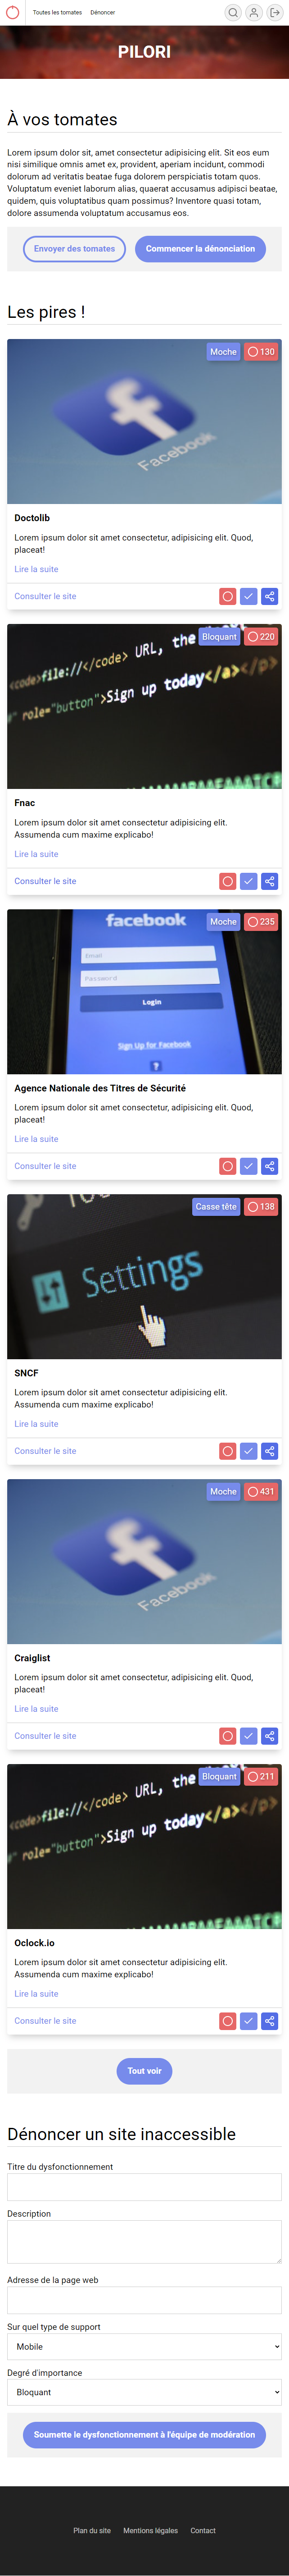 Toutes les tomates Dénoncer
PILORI
À vos tomates
Lorem ipsum dolor sit, amet consectetur adipisicing elit. Sit eos eum
nisi similique omnis amet ex, provident, aperiam incidunt, commodi
dolorum ad veritatis beatae fuga dolorem perspiciatis totam quos.
Voluptatum eveniet laborum alias, quaerat accusamus adipisci beatae,
quidem, quis voluptatibus quam possimus? Inventore quasi totam,
dolore assumenda voluptatum accusamus eos.
Envoyer des tomates Commencer la dénonciation
Les pires !
Moche 130
Facebook
Doctolib
Lorem ipsum dolor sit amet consectetur, adipisicing elit. Quod,
placeat!
Lire la suite
Consulter le site
Bloquant 220
<code>file://</code> URL, the
role="button">Sign up today</a></p>
Fnac
Lorem ipsum dolor sit amet consectetur adipisicing elit.
Assumenda cum maxime explicabo!
Lire la suite
Consulter le site
Moche 235
facebook
Email
Password
Login
Sign Up for Facebook
?
Agence Nationale des Titres de Sécurité
Lorem ipsum dolor sit amet consectetur, adipisicing elit. Quod,
placeat!
Lire la suite
Consulter le site
Casse tête 138
Settings
SNCF
Lorem ipsum dolor sit amet consectetur adipisicing elit.
Assumenda cum maxime explicabo!
Lire la suite
Consulter le site
Moche 431
Facebook
Craiglist
Lorem ipsum dolor sit amet consectetur, adipisicing elit. Quod,
placeat!
Lire la suite
Consulter le site
Bloquant 211
<code>file://</code> URL, the
role="button">Sign up today</a></p>
Oclock.io
Lorem ipsum dolor sit amet consectetur adipisicing elit.
Assumenda cum maxime explicabo!
Lire la suite
Consulter le site
Tout voir
Dénoncer un site inaccessible
Titre du dysfonctionnement
Description
Adresse de la page web
Sur quel type de support
Mobile
Degré d'importance
Bloquant
Soumette le dysfonctionnement à l'équipe de modération
Plan du site Mentions légales Contact